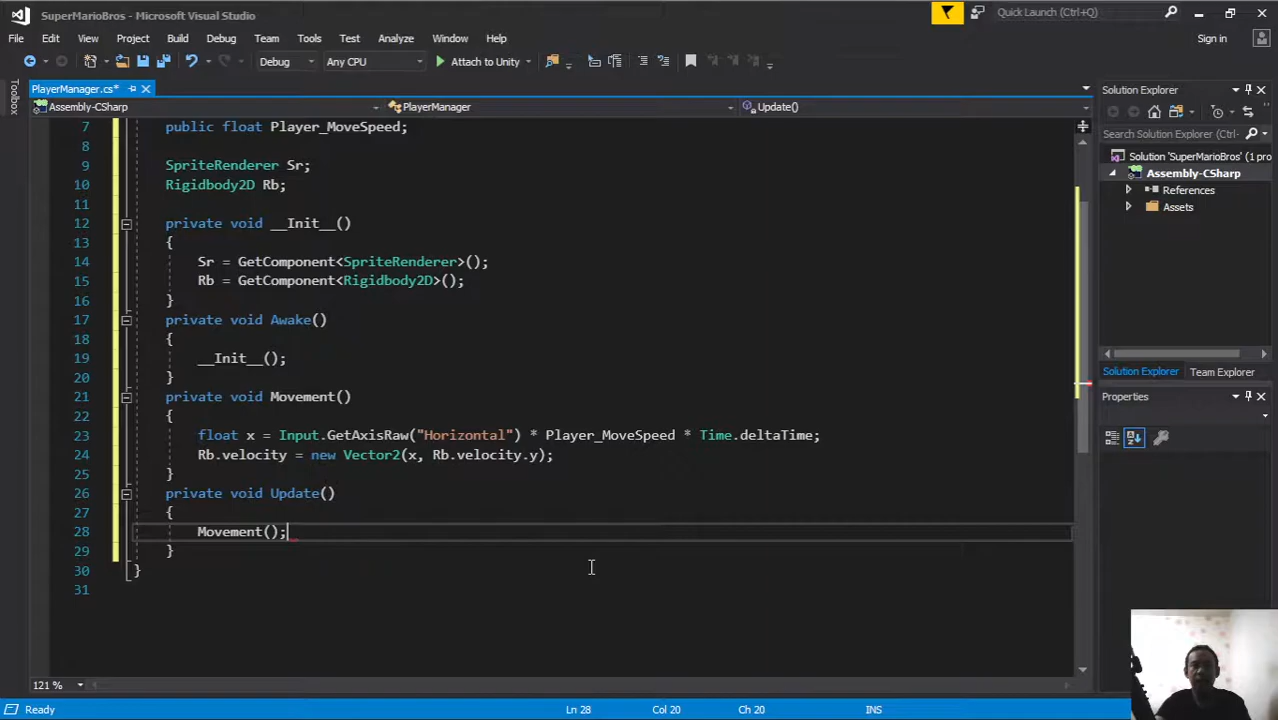 SuperMarioBros - Microsoft Visual Studio
Quick Launch (Ctrl+Q)
File Edit View Project Build Debug Team Tools Test Analyze Window Help
Sign in
Debug Any CPU Attach to Unity
Toolbox
PlayerManager.cs*
Assembly-CSharp PlayerManager Update()
7 public float Player_MoveSpeed;
8
9 SpriteRenderer Sr;
10 Rigidbody2D Rb;
11
12 private void __Init__()
13 {
14 Sr = GetComponent<SpriteRenderer>();
15 Rb = GetComponent<Rigidbody2D>();
16 }
17 private void Awake()
18 {
19 __Init__();
20 }
21 private void Movement()
22 {
23 float x = Input.GetAxisRaw("Horizontal") * Player_MoveSpeed * Time.deltaTime;
24 Rb.velocity = new Vector2(x, Rb.velocity.y);
25 }
26 private void Update()
27 {
28 Movement();
29 }
30 }
31
121 %
Solution Explorer
Search Solution Explorer (Ctrl+
Solution 'SuperMarioBros' (1 pro
Assembly-CSharp
References
Assets
Solution Explorer Team Explorer
Properties
Ready Ln 28 Col 20 Ch 20 INS